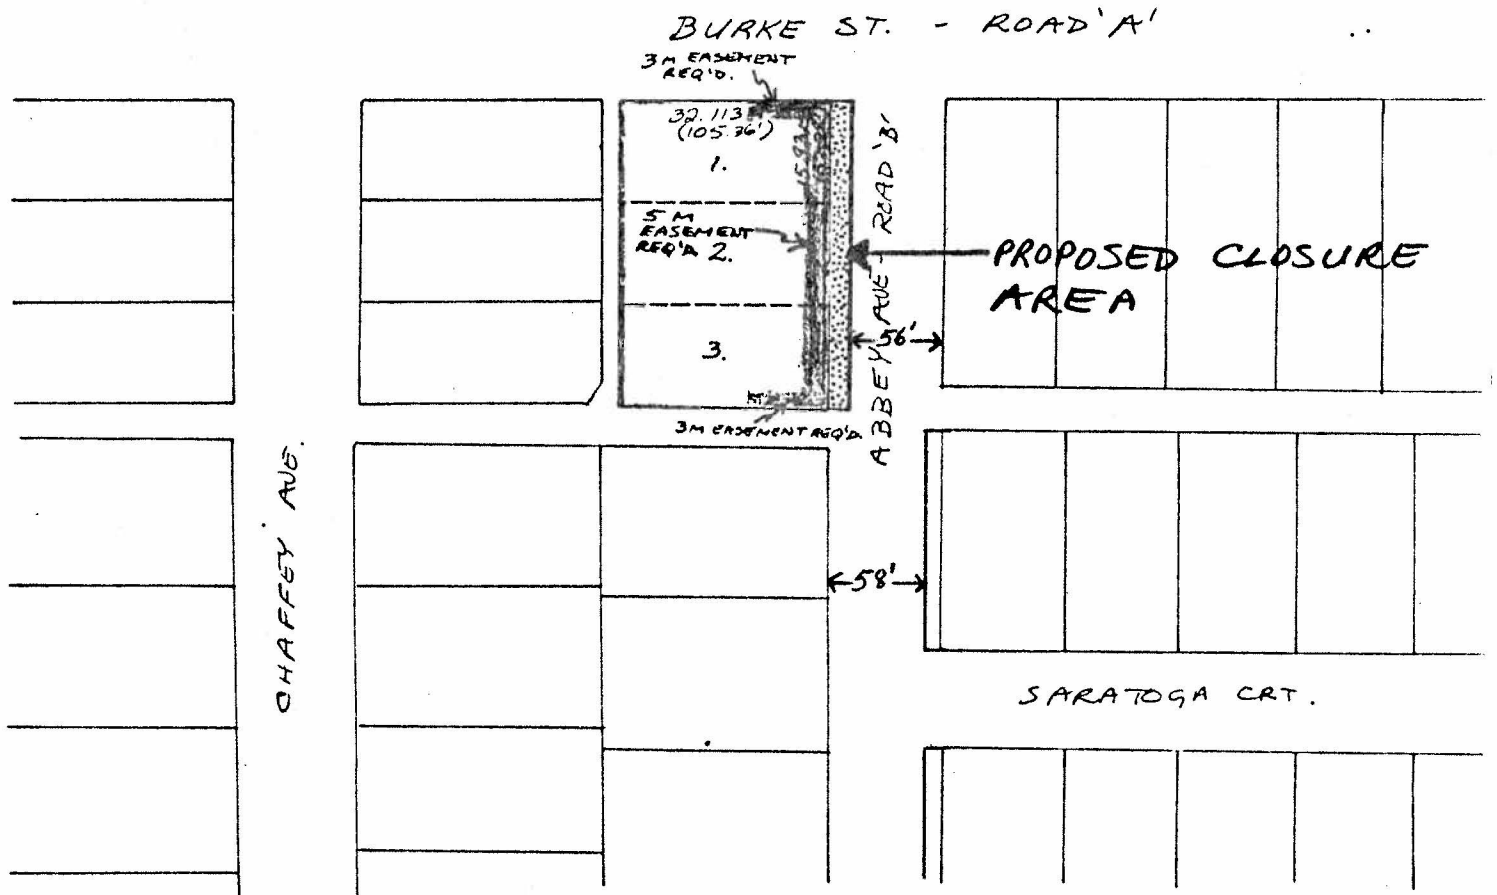 BURKE ST. - ROAD 'A'
3M EASEMENT
REQ'D.
32.113
(105.36')
1.
5 M
EASEMENT
REQ'D 2.
3.
3M EASEMENT REQ'D.
ABBEY AVE - ROAD 'B'
PROPOSED CLOSURE
AREA
56'
58'
CHAFFEY AVE.
SARATOGA CRT.